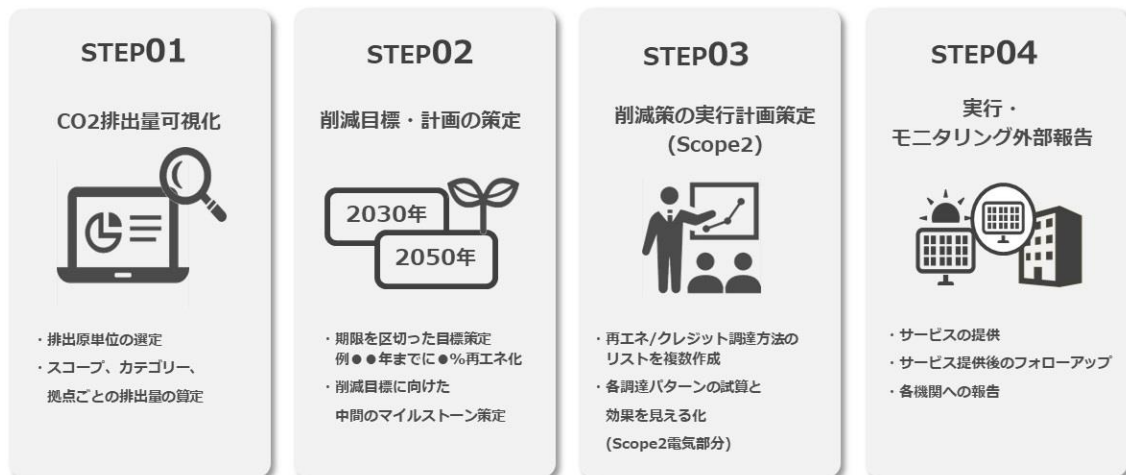 STEP01
CO2排出量可視化
・排出原単位の選定
・スコープ、カテゴリー、
拠点ごとの排出量の算定
STEP02
削減目標・計画の策定
2030年
2050年
・期限を区切った目標策定
例●●年までに●%再エネ化
・削減目標に向けた
中間のマイルストーン策定
STEP03
削減策の実行計画策定
(Scope2)
・再エネ/クレジット調達方法の
リストを複数作成
・各調達パターンの試算と
効果を見える化
(Scope2電気部分)
STEP04
実行・
モニタリング外部報告
・サービスの提供
・サービス提供後のフォローアップ
・各機関への報告